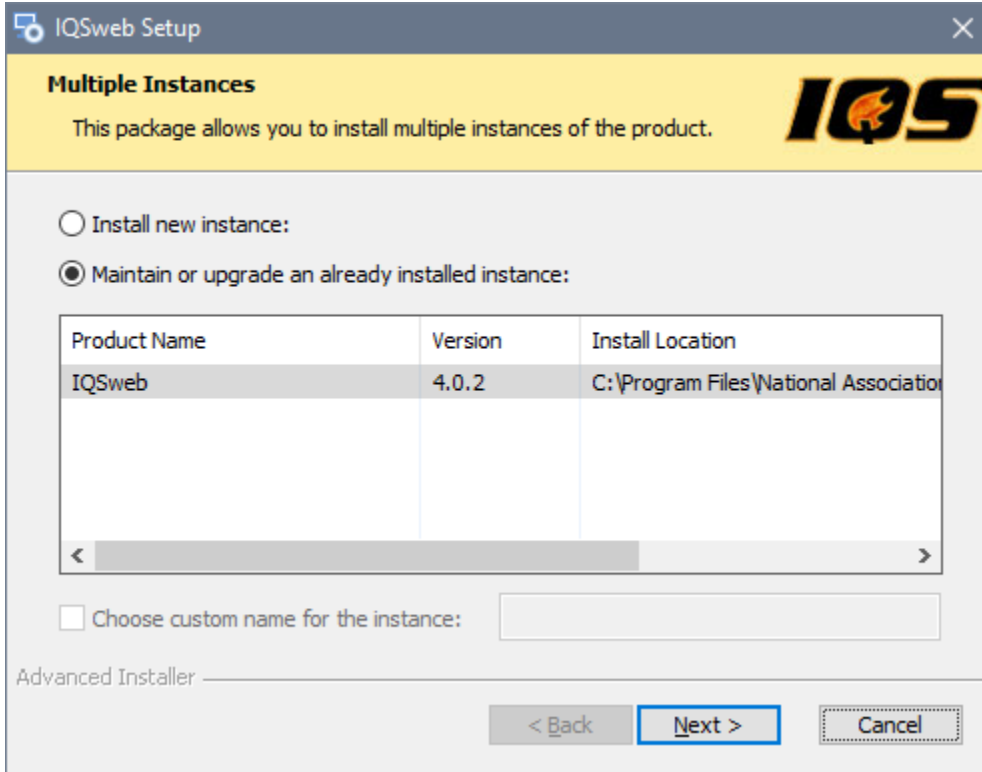 IQSweb Setup
Multiple Instances
This package allows you to install multiple instances of the product.
IQS
Install new instance:
Maintain or upgrade an already installed instance:
Product Name Version Install Location
IQSweb 4.0.2 C:\Program Files\National Association
Choose custom name for the instance:
Advanced Installer
< Back Next > Cancel